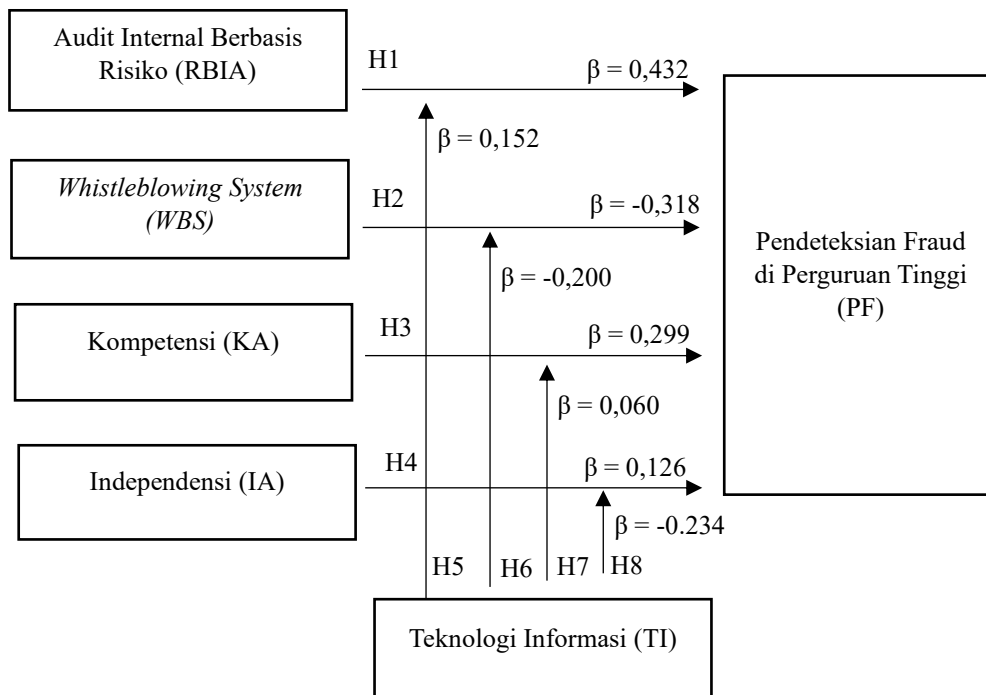 Audit Internal Berbasis
Risiko (RBIA)
H1
β = 0,432
β = 0,152
Whistleblowing System
(WBS)
H2
β = -0,318
β = -0,200
Pendeteksian Fraud
di Perguruan Tinggi
(PF)
Kompetensi (KA)
H3
β = 0,299
β = 0,060
Independensi (IA)
H4
β = 0,126
β = -0.234
H5
H6
H7
H8
Teknologi Informasi (TI)